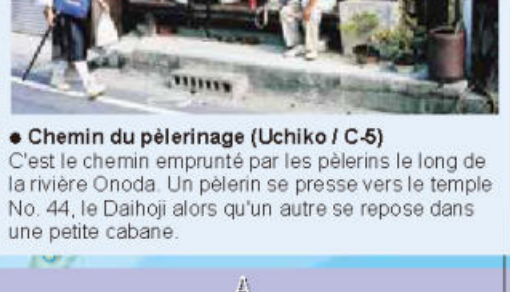 ● Chemin du pèlerinage (Uchiko / C-5)
C'est le chemin emprunté par les pèlerins le long de
la rivière Onoda. Un pèlerin se presse vers le temple
No. 44, le Daihoji alors qu'un autre se repose dans
une petite cabane.